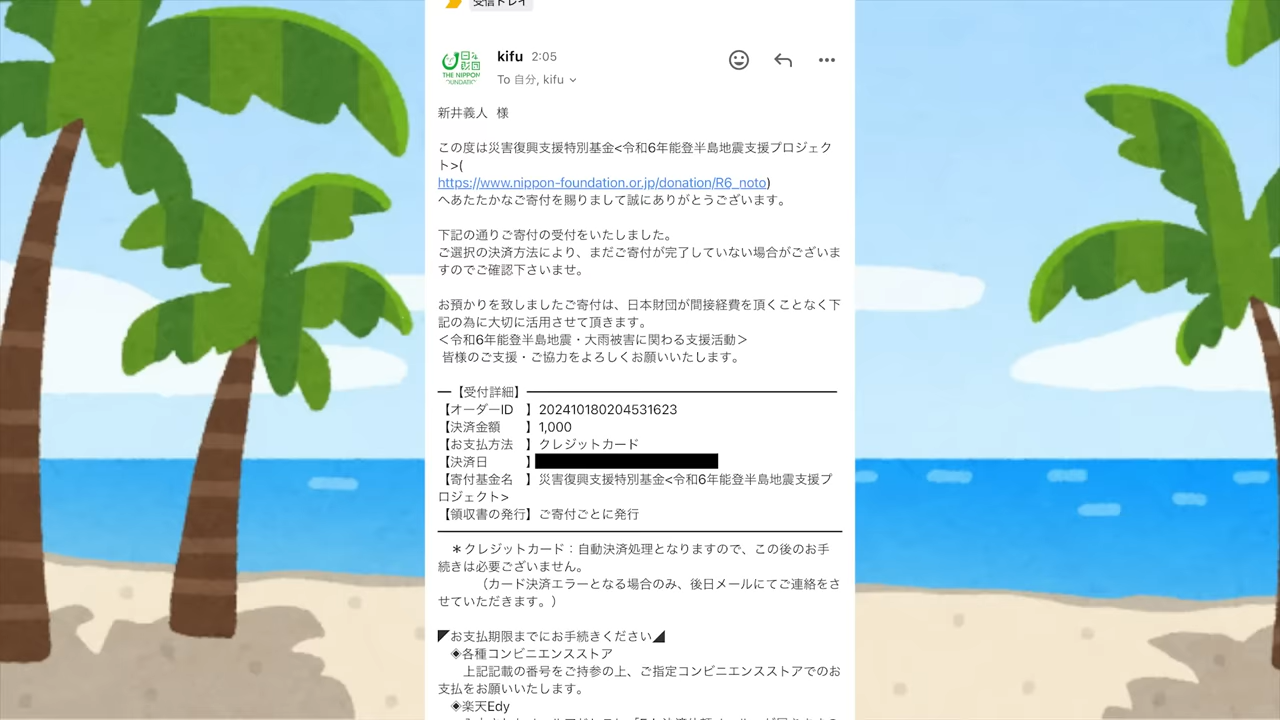 受信トレイ
kifu 2:05
THE NIPPON
FOUNDATION
To 自分, kifu
新井義人 様
この度は災害復興支援特別基金<令和6年能登半島地震支援プロジェク
ト>(
https://www.nippon-foundation.or.jp/donation/R6_noto)
へあたたかなご寄付を賜りまして誠にありがとうございます。
下記の通りご寄付の受付をいたしました。
ご選択の決済方法により、まだご寄付が完了していない場合がございま
すのでご確認下さいませ。
お預かりを致しましたご寄付は、日本財団が間接経費を頂くことなく下
記の為に大切に活用させて頂きます。
＜令和6年能登半島地震・大雨被害に関わる支援活動＞
皆様のご支援・ご協力をよろしくお願いいたします。
━【受付詳細】━━━━━━━━━━━━━━━━━━━━
【オーダーID 】202410180204531623
【決済金額 】1,000
【お支払方法 】クレジットカード
【決済日 】
【寄付基金名 】災害復興支援特別基金<令和6年能登半島地震支援プ
ロジェクト>
【領収書の発行】ご寄付ごとに発行
＊クレジットカード：自動決済処理となりますので、この後のお手
続きは必要ございません。
（カード決済エラーとなる場合のみ、後日メールにてご連絡をさ
せていただきます。）
◤お支払期限までにお手続きください◢
◈各種コンビニエンスストア
上記記載の番号をご持参の上、ご指定コンビニエンスストアでのお
支払をお願いいたします。
◈楽天Edy